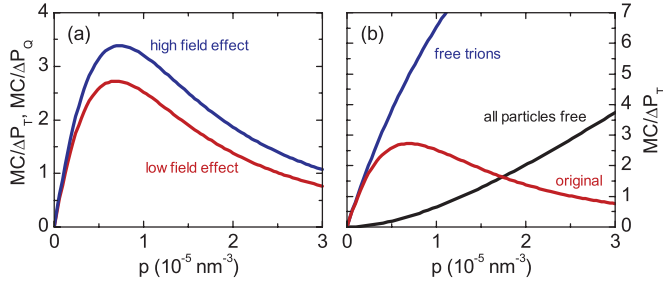 (a)
high field effect
low field effect
MC/ΔP_T, MC/ΔP_Q
4
3
2
1
0
0 1 2 3
p (10⁻⁵ nm⁻³)
(b)
free trions
all particles free
original
7
6
5
4
3
2
1
0
MC/ΔP_T
0 1 2 3
p (10⁻⁵ nm⁻³)